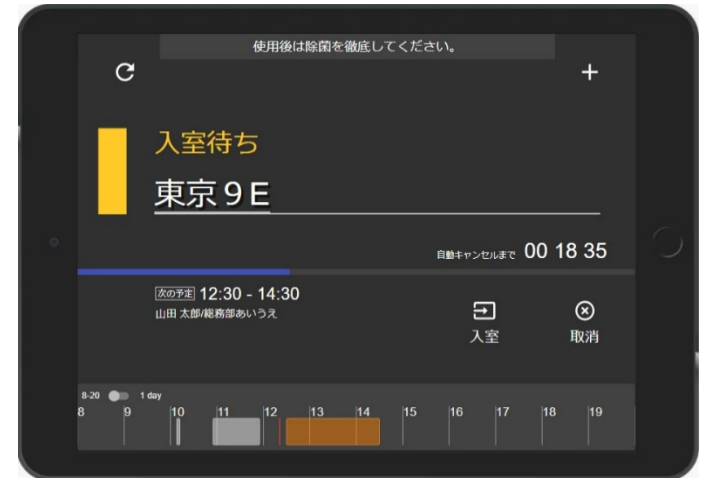 使用後は除菌を徹底してください。
入室待ち
東京9E
自動キャンセルまで 00 18 35
次の予定 12:30 - 14:30
山田 太郎/総務部あいうえ
入室 取消
8-20 1 day
8 9 10 11 12 13 14 15 16 17 18 19